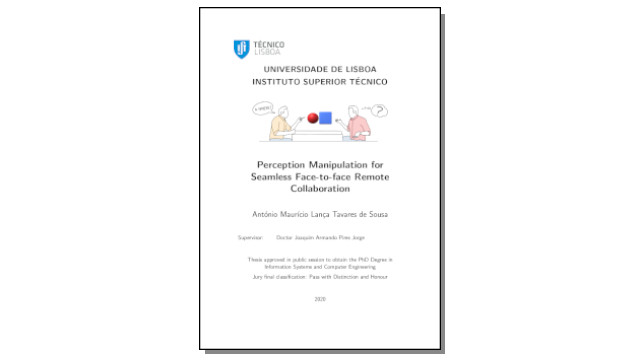 TÉCNICO
LISBOA
UNIVERSIDADE DE LISBOA
INSTITUTO SUPERIOR TÉCNICO
?
Perception Manipulation for
Seamless Face-to-face Remote
Collaboration
António Maurício Lança Tavares de Sousa
Supervisor: Doctor Joaquim Armando Pires Jorge
Thesis approved in public session to obtain the PhD Degree in
Information Systems and Computer Engineering
Jury final classification: Pass with Distinction and Honour
2020